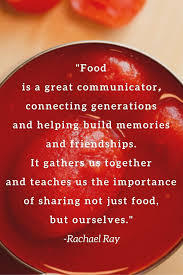 "Food
is a great communicator,
connecting generations
and helping build memories
and friendships.
It gathers us together
and teaches us the importance
of sharing not just food,
but ourselves."
-Rachael Ray